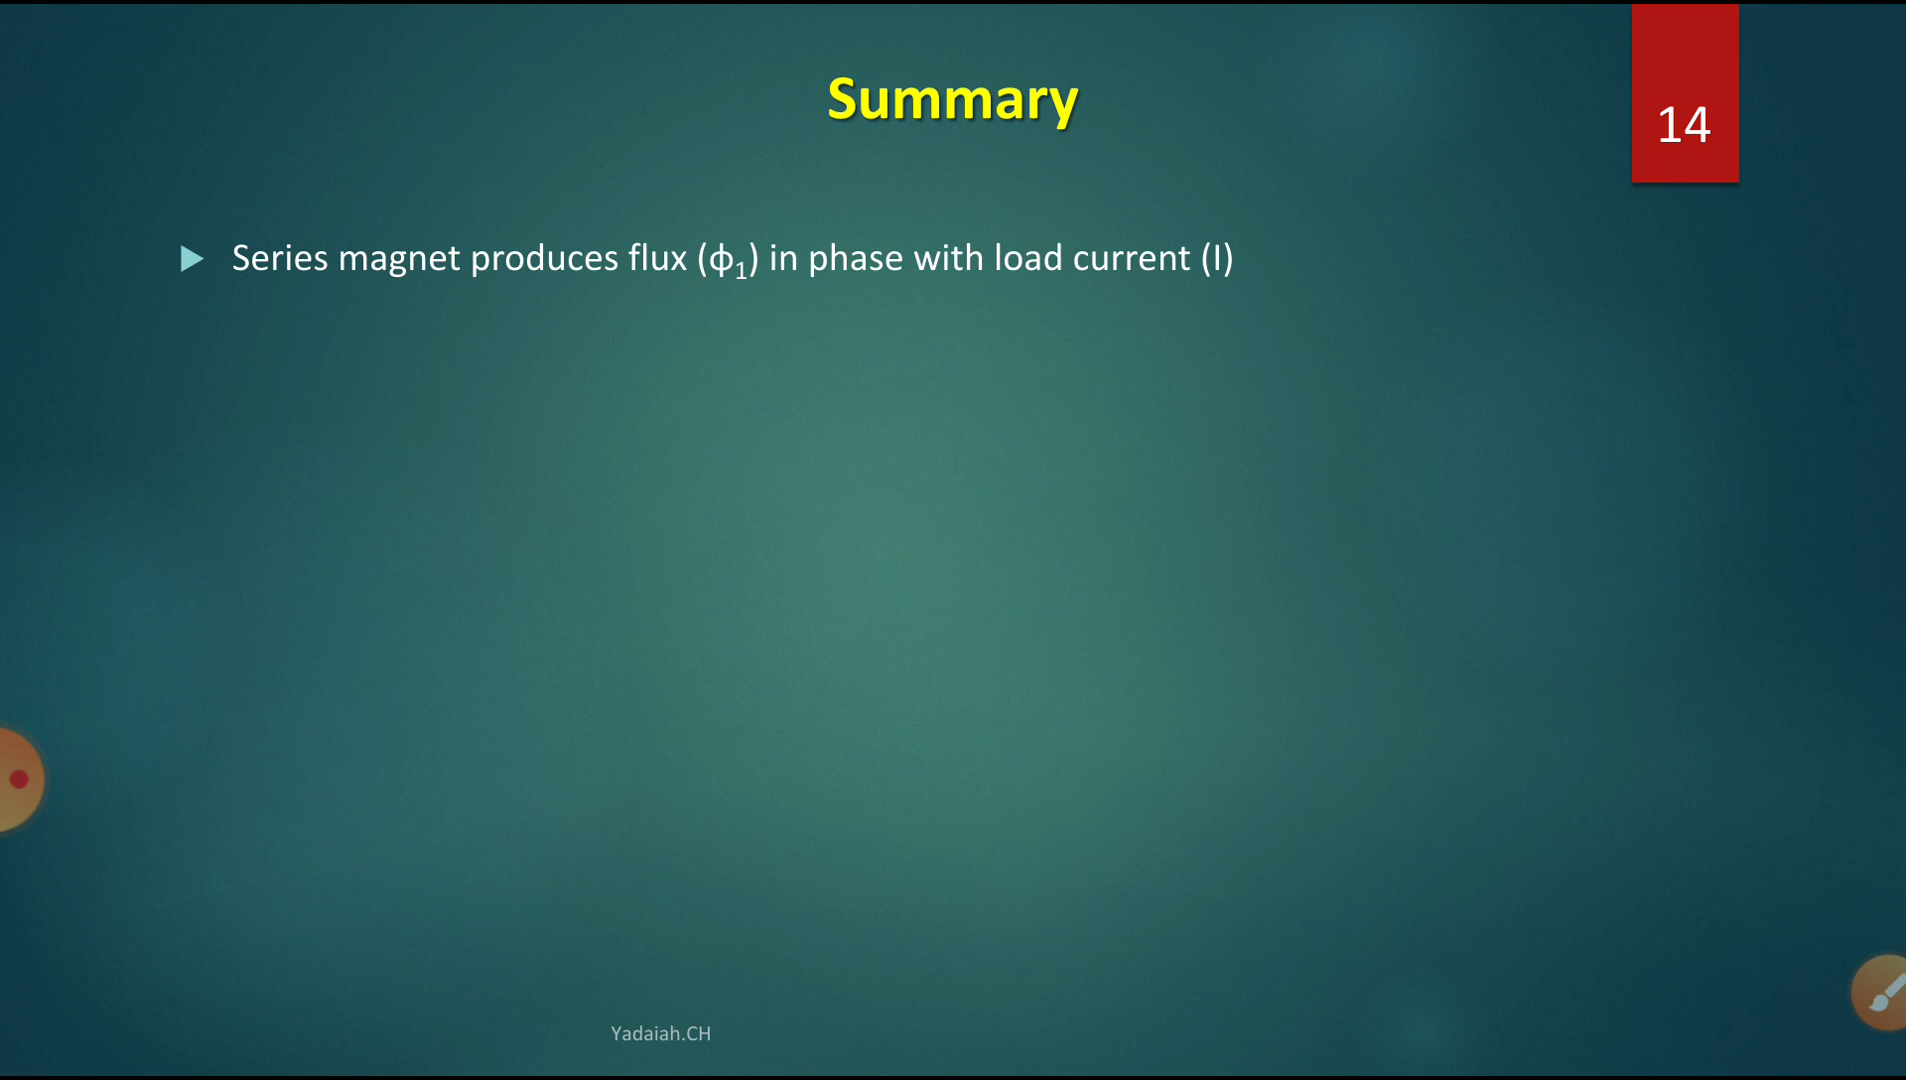 Summary
14
Series magnet produces flux (ϕ₁) in phase with load current (I)
Yadaiah.CH